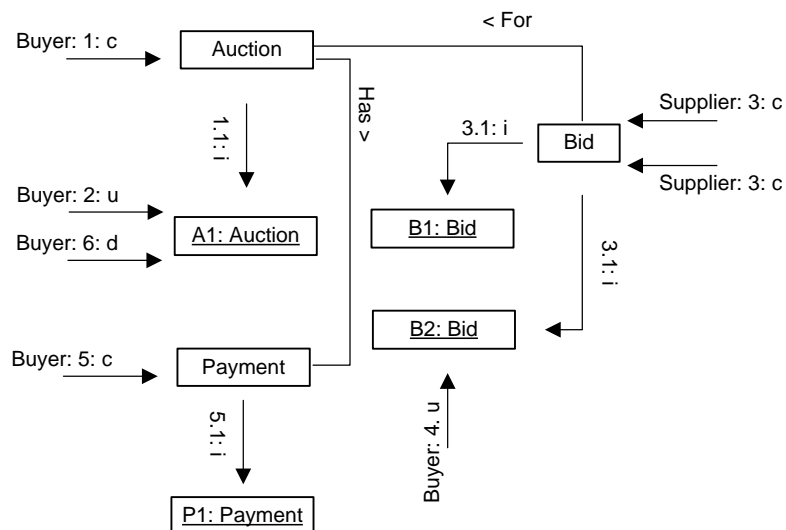 < For
Buyer: 1: c
Auction
Has >
Supplier: 3: c
1.1: i
3.1: i
Bid
Supplier: 3: c
Buyer: 2: u
A1: Auction
B1: Bid
Buyer: 6: d
3.1: i
B2: Bid
Buyer: 5: c
Payment
5.1: i
Buyer: 4. u
P1: Payment